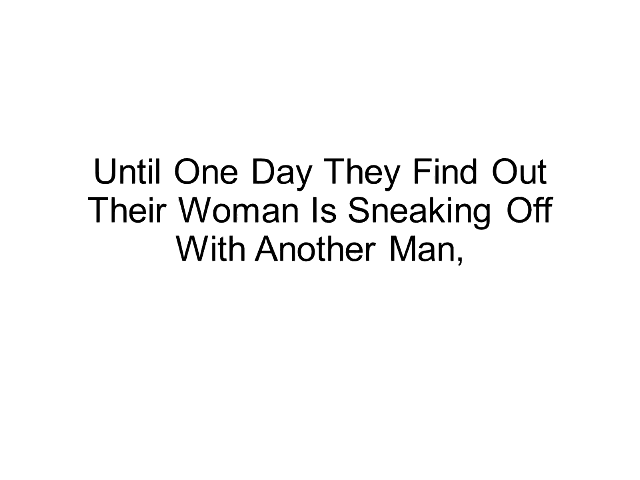 Until One Day They Find Out
Their Woman Is Sneaking Off
With Another Man,